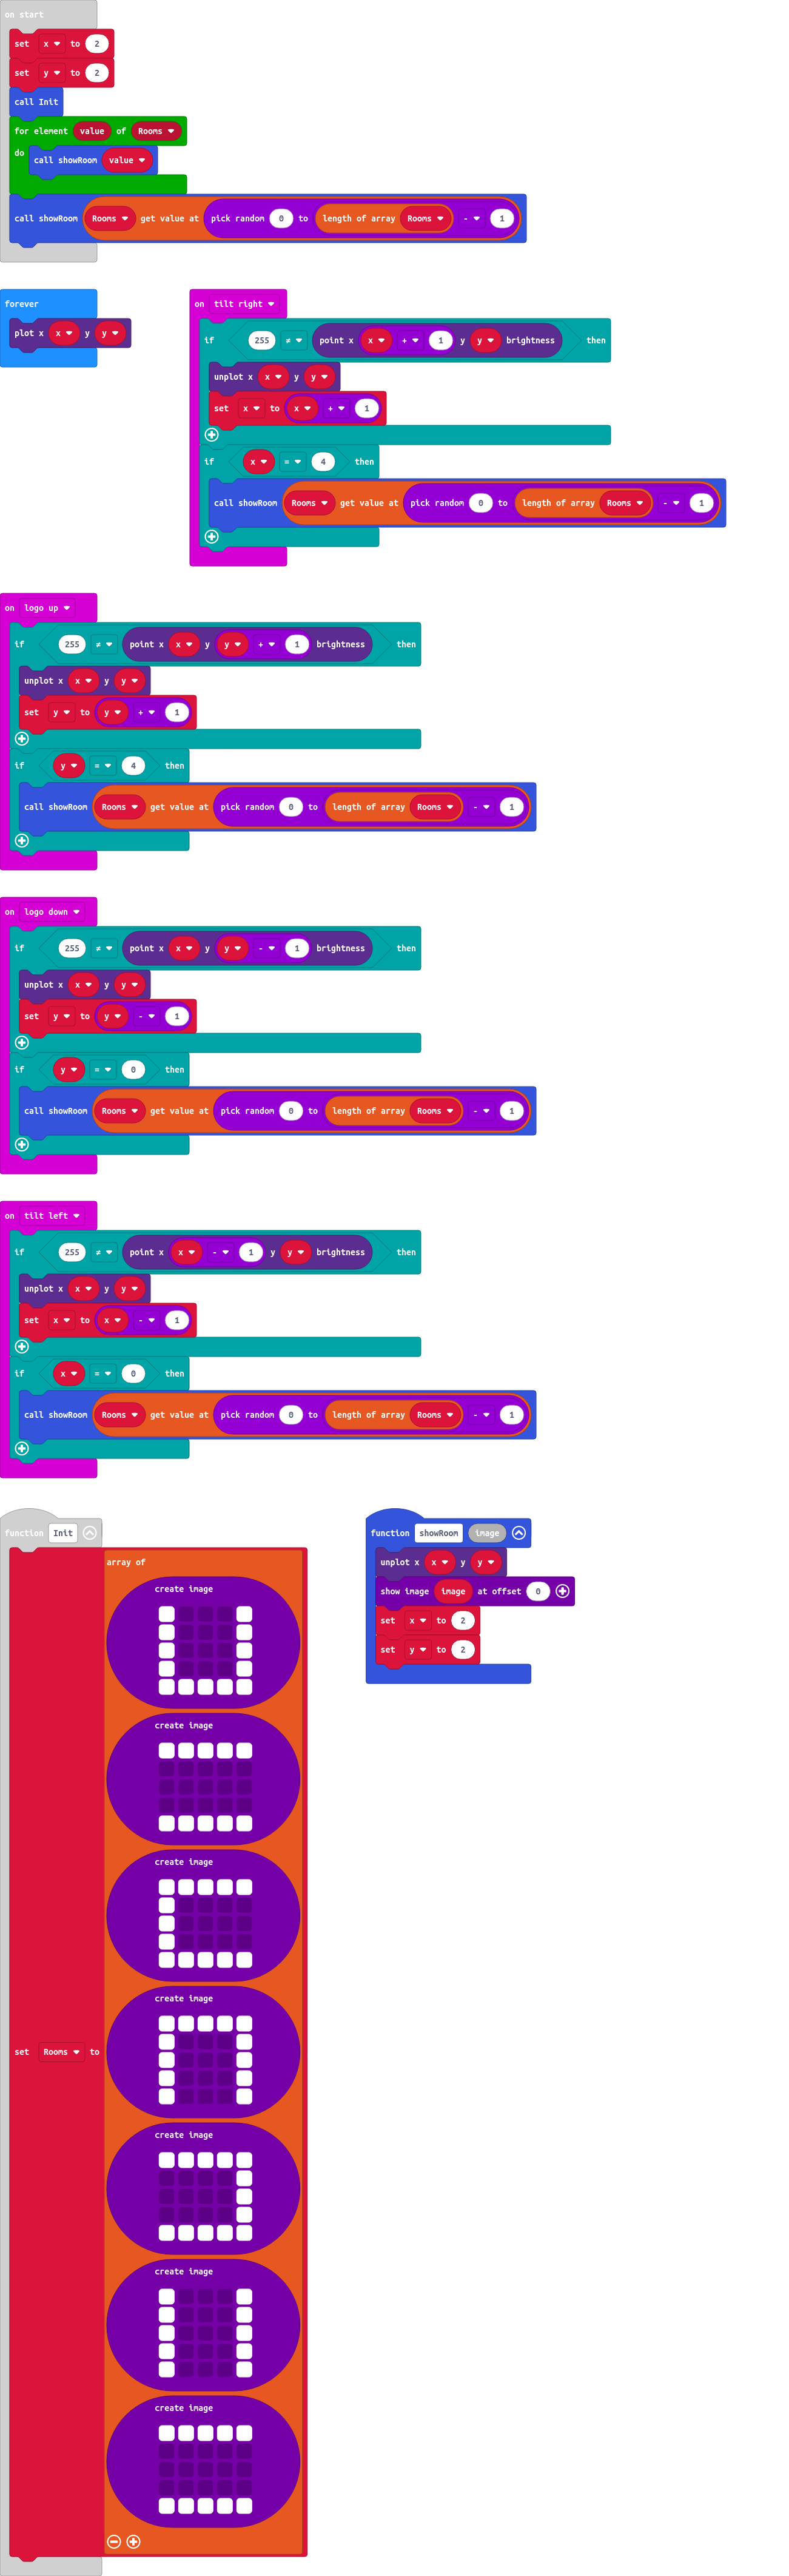 on start
set x to 2
set y to 2
call Init
for element value of Rooms
do call showRoom value
call showRoom Rooms get value at pick random 0 to length of array Rooms - 1
forever
plot x x y y
on tilt right
if 255 ≠ point x x + 1 y y brightness then
unplot x x y y
set x to x + 1
if x = 4 then
call showRoom Rooms get value at pick random 0 to length of array Rooms - 1
on logo up
if 255 ≠ point x x y y + 1 brightness then
unplot x x y y
set y to y + 1
if y = 4 then
call showRoom Rooms get value at pick random 0 to length of array Rooms - 1
on logo down
if 255 ≠ point x x y y - 1 brightness then
unplot x x y y
set y to y - 1
if y = 0 then
call showRoom Rooms get value at pick random 0 to length of array Rooms - 1
on tilt left
if 255 ≠ point x x - 1 y y brightness then
unplot x x y y
set x to x - 1
if x = 0 then
call showRoom Rooms get value at pick random 0 to length of array Rooms - 1
function Init
set Rooms to array of
create image
create image
create image
create image
create image
create image
create image
function showRoom image
unplot x x y y
show image image at offset 0
set x to 2
set y to 2